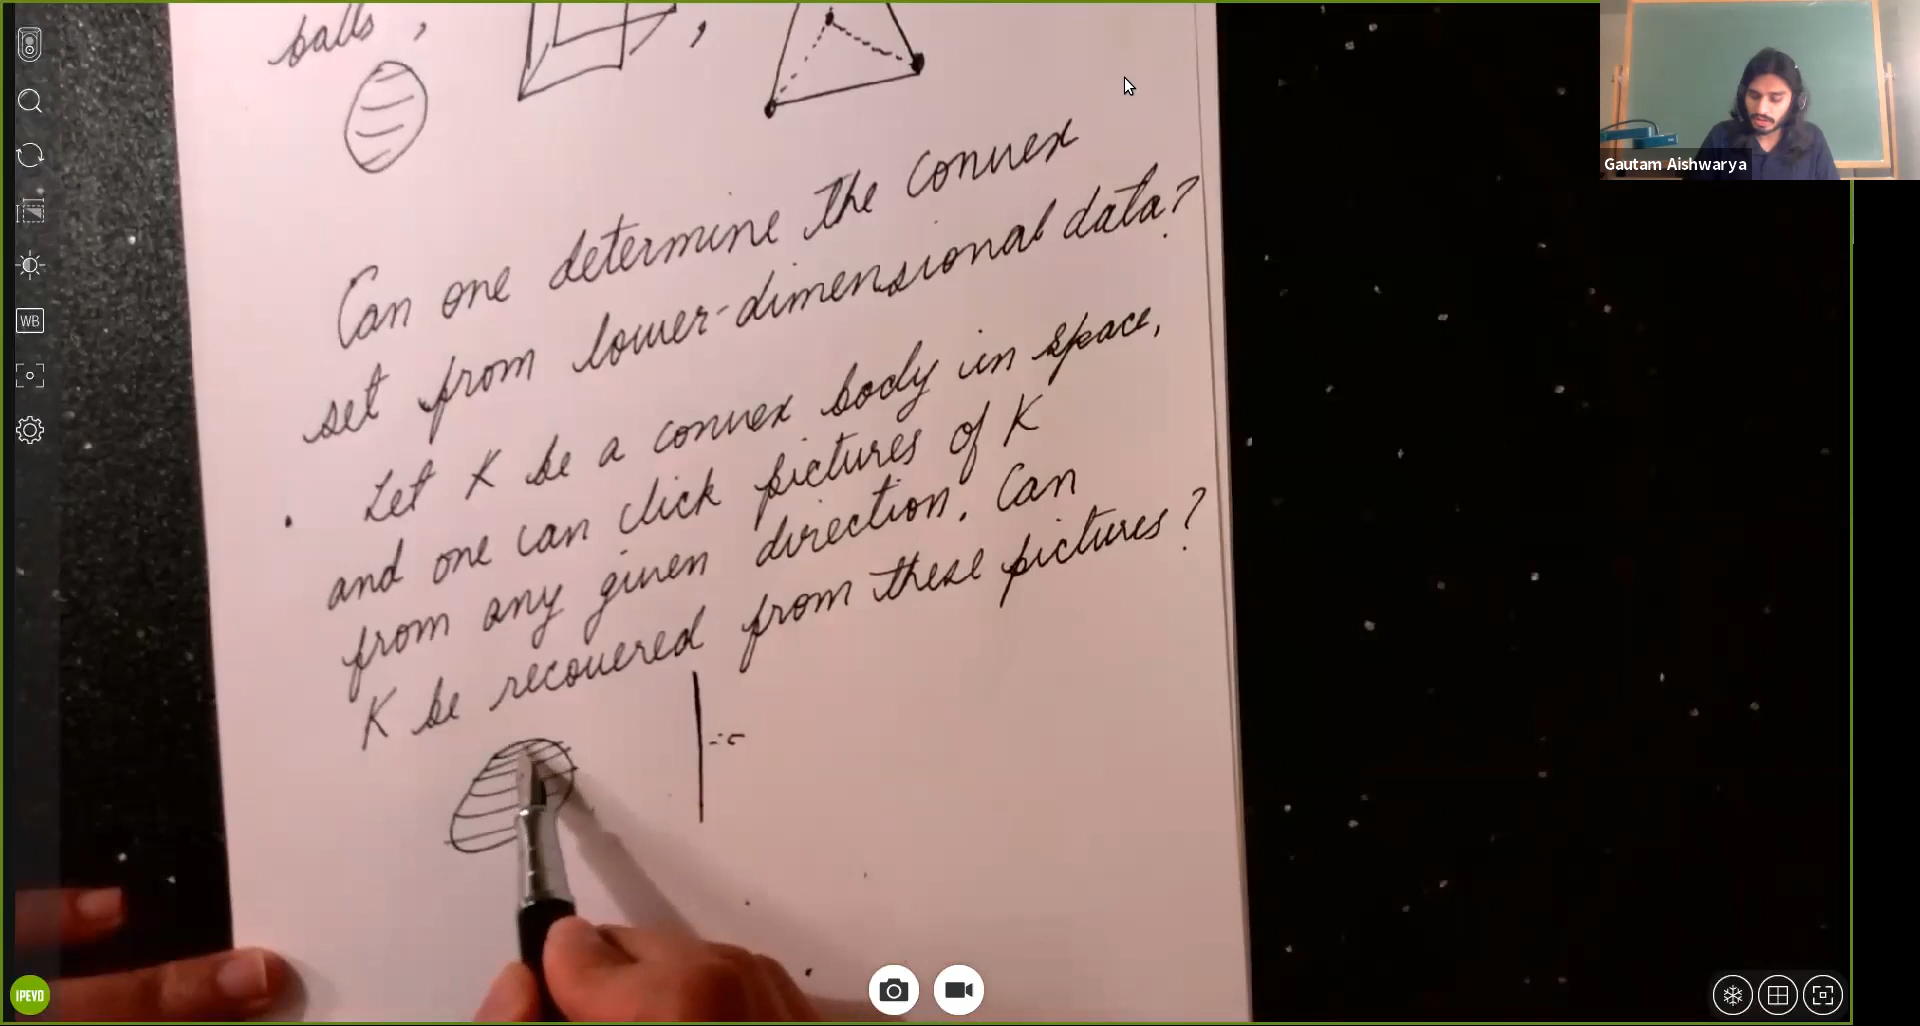 balls,
Can one determine the convex
set from lower-dimensional data?
• Let K be a convex body in space,
and one can click pictures of K
from any given direction. Can
K be recovered from these pictures?
Gautam Aishwarya
WB
IPEVO